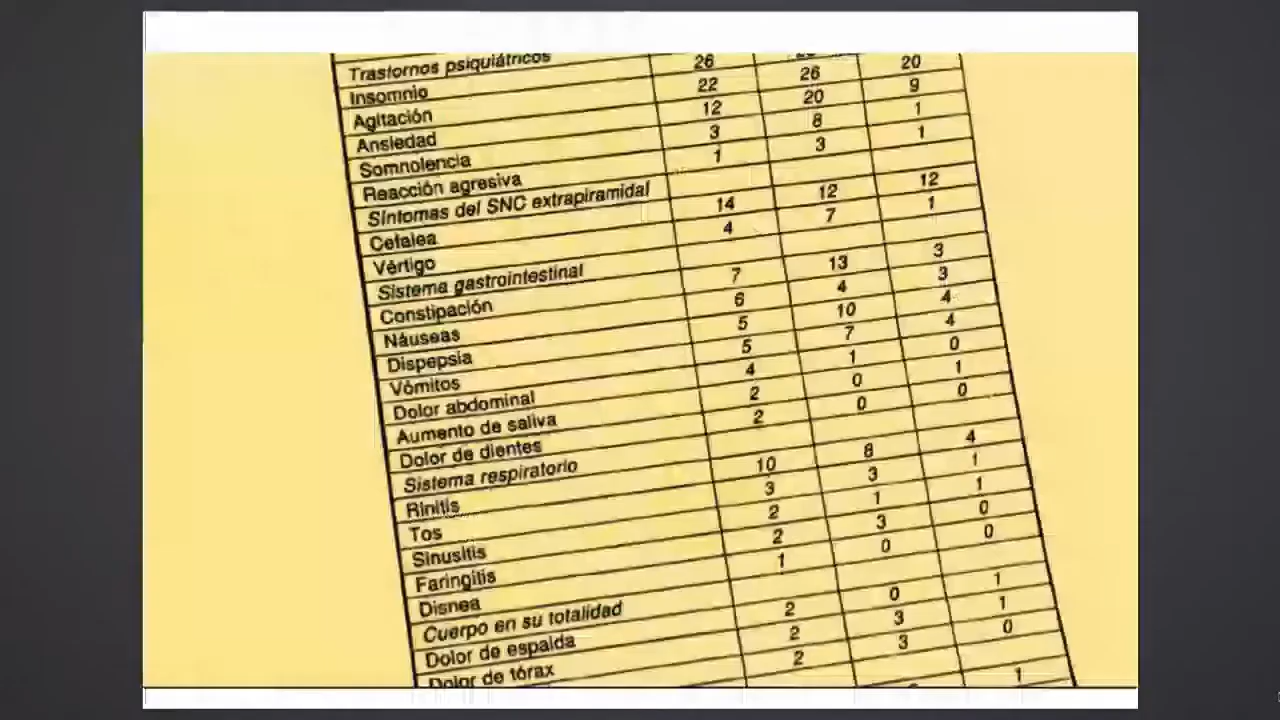 Trastornos psiquiátricos
Insomnio 26
Agitación 22 26 20
Ansiedad 12 20 9
Somnolencia 3 8 1
Reacción agresiva 1 3 1
Síntomas del SNC extrapiramidal
Cefalea 14 12 12
Vértigo 4 7 1
Sistema gastrointestinal
Constipación 7 13 3
Náuseas 6 4 3
Dispepsia 5 10 4
Vómitos 5 7 4
Dolor abdominal 4 1 0
Aumento de saliva 2 0 1
Dolor de dientes 2 0 0
Sistema respiratorio
Rinitis 10 8 4
Tos 3 3 1
Sinusitis 2 1 1
Faringitis 2 3 0
Disnea 1 0 0
Cuerpo en su totalidad
Dolor de espalda 2 0 1
Dolor de tórax 2 3 1
2 3 0
1